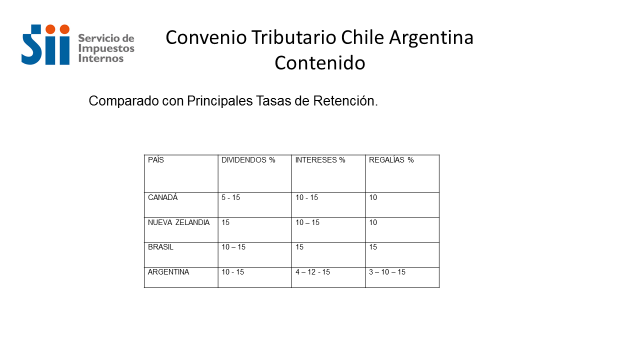 sii Servicio de
Impuestos
Internos
Convenio Tributario Chile Argentina
Contenido
Comparado con Principales Tasas de Retención.
PAÍS DIVIDENDOS % INTERESES % REGALÍAS %
CANADÁ 5 - 15 10 - 15 10
NUEVA ZELANDIA 15 10 – 15 10
BRASIL 10 – 15 15 15
ARGENTINA 10 - 15 4 – 12 - 15 3 – 10 – 15